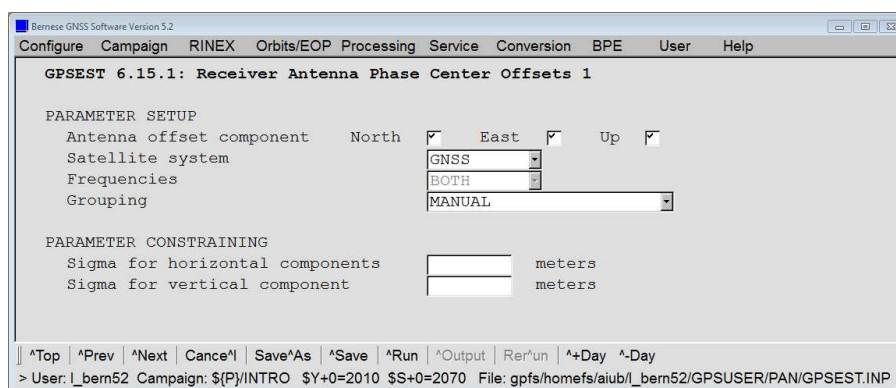 Bernese GNSS Software Version 5.2
Configure Campaign RINEX Orbits/EOP Processing Service Conversion BPE User Help
GPSEST 6.15.1: Receiver Antenna Phase Center Offsets 1
PARAMETER SETUP
Antenna offset component North East Up
Satellite system GNSS
Frequencies BOTH
Grouping MANUAL
PARAMETER CONSTRAINING
Sigma for horizontal components meters
Sigma for vertical component meters
^Top | ^Prev | ^Next | Cance^l | Save^As | ^Save | ^Run | ^Output | Rer^un | ^+Day ^-Day
> User: l_bern52 Campaign: ${P}/INTRO $Y+0=2010 $S+0=2070 File: gpfs/homefs/aiub/l_bern52/GPSUSER/PAN/GPSEST.INP